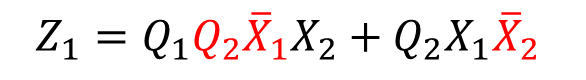 Z₁ = Q₁Q₂X̅₁X₂ + Q₂X₁X̅₂